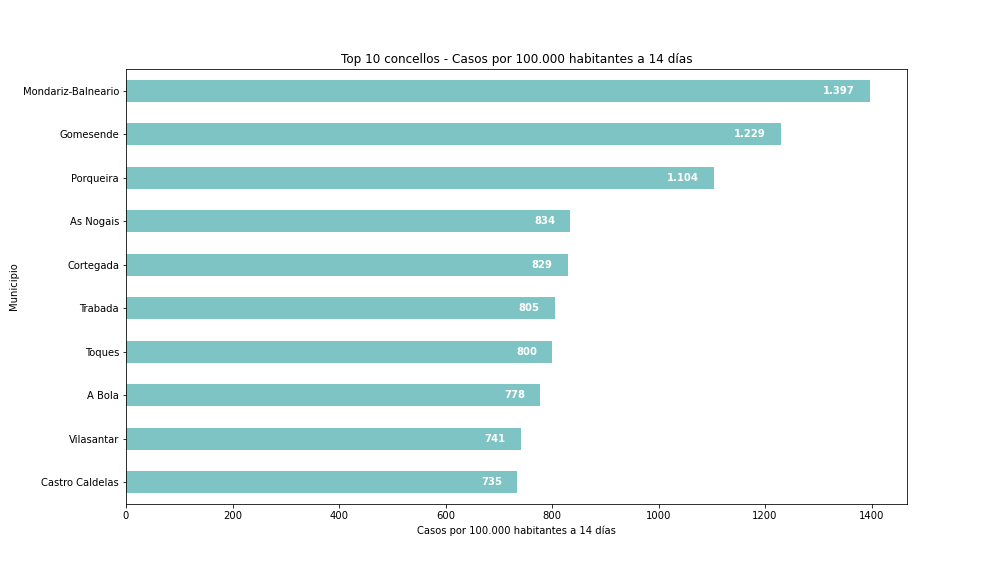 Top 10 concellos - Casos por 100.000 habitantes a 14 días
Municipio
Mondariz-Balneario 1.397
Gomesende 1.229
Porqueira 1.104
As Nogais 834
Cortegada 829
Trabada 805
Toques 800
A Bola 778
Vilasantar 741
Castro Caldelas 735
0 200 400 600 800 1000 1200 1400
Casos por 100.000 habitantes a 14 días